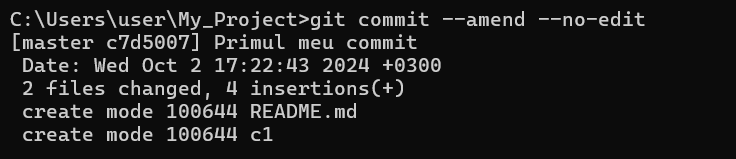 C:\Users\user\My_Project>git commit --amend --no-edit
[master c7d5007] Primul meu commit
 Date: Wed Oct 2 17:22:43 2024 +0300
 2 files changed, 4 insertions(+)
 create mode 100644 README.md
 create mode 100644 c1